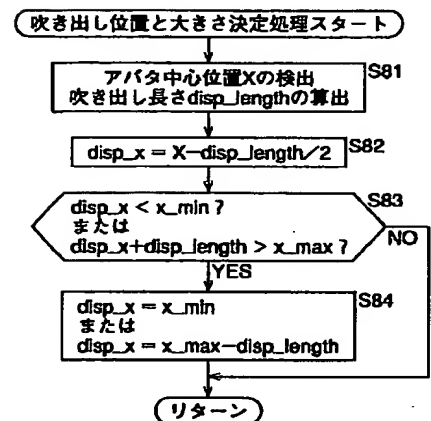 吹き出し位置と大きさ決定処理スタート
S81
アバタ中心位置Xの検出
吹き出し長さdisp_lengthの算出
S82
disp_x = X−disp_length／2
S83
disp_x < x_min ?
または
disp_x+disp_length > x_max ?
NO
YES
S84
disp_x = x_min
または
disp_x = x_max−disp_length
リターン